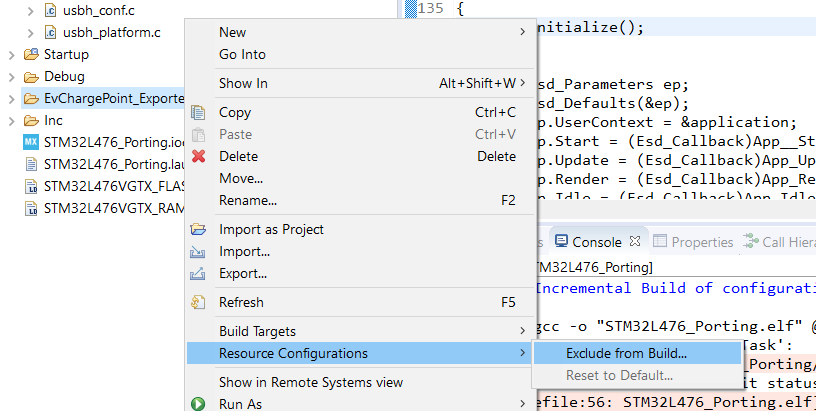 usbh_conf.c
usbh_platform.c
Startup
Debug
EvChargePoint_Exporte
Inc
STM32L476_Porting.io
STM32L476_Porting.lau
STM32L476VGTX_FLAS
STM32L476VGTX_RAM
New
Go Into
Show In Alt+Shift+W
Copy Ctrl+C
Paste Ctrl+V
Delete Delete
Move...
Rename... F2
Import as Project
Import...
Export...
Refresh F5
Build Targets
Resource Configurations
Show in Remote Systems view
Run As
Exclude from Build...
Reset to Default...
135 {
nitialize();
sd_Parameters ep;
sd_Defaults(&ep);
p.UserContext = &application;
p.Start = (Esd_Callback)App__St
p.Update = (Esd_Callback)App_Up
p.Render = (Esd_Callback)App_Re
p.Idle = (Esd_Callback)App_Idle
s Console Properties Call Hiera
TM32L476_Porting]
Incremental Build of configurati
gcc -o "STM32L476_Porting.elf" @
[ask':
_Porting/
it status
efile:56: STM32L476_Porting.elf]